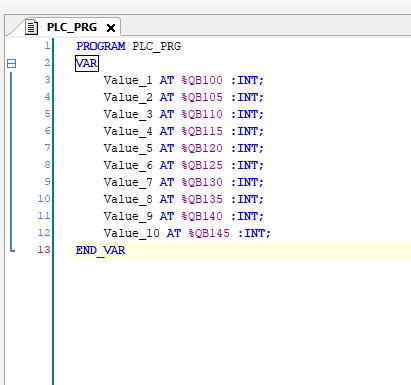 PLC_PRG
1 PROGRAM PLC_PRG
2 VAR
3 Value_1 AT %QB100 :INT;
4 Value_2 AT %QB105 :INT;
5 Value_3 AT %QB110 :INT;
6 Value_4 AT %QB115 :INT;
7 Value_5 AT %QB120 :INT;
8 Value_6 AT %QB125 :INT;
9 Value_7 AT %QB130 :INT;
10 Value_8 AT %QB135 :INT;
11 Value_9 AT %QB140 :INT;
12 Value_10 AT %QB145 :INT;
13 END_VAR